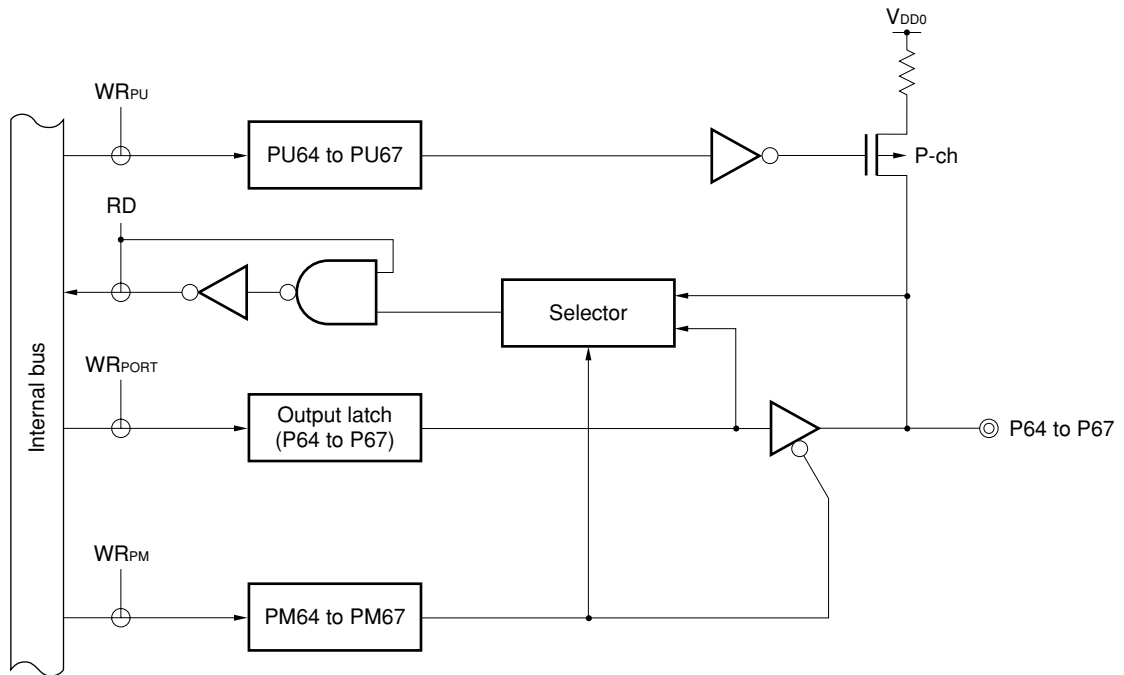 VDD0
WRPU
PU64 to PU67
P-ch
RD
Selector
WRPORT
Internal bus
Output latch
(P64 to P67)
P64 to P67
WRPM
PM64 to PM67